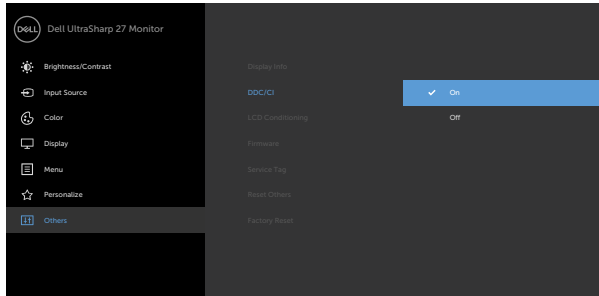 DELL Dell UltraSharp 27 Monitor
Brightness/Contrast
Input Source
Color
Display
Menu
Personalize
Others
Display Info
DDC/CI
LCD Conditioning
Firmware
Service Tag
Reset Others
Factory Reset
On
Off